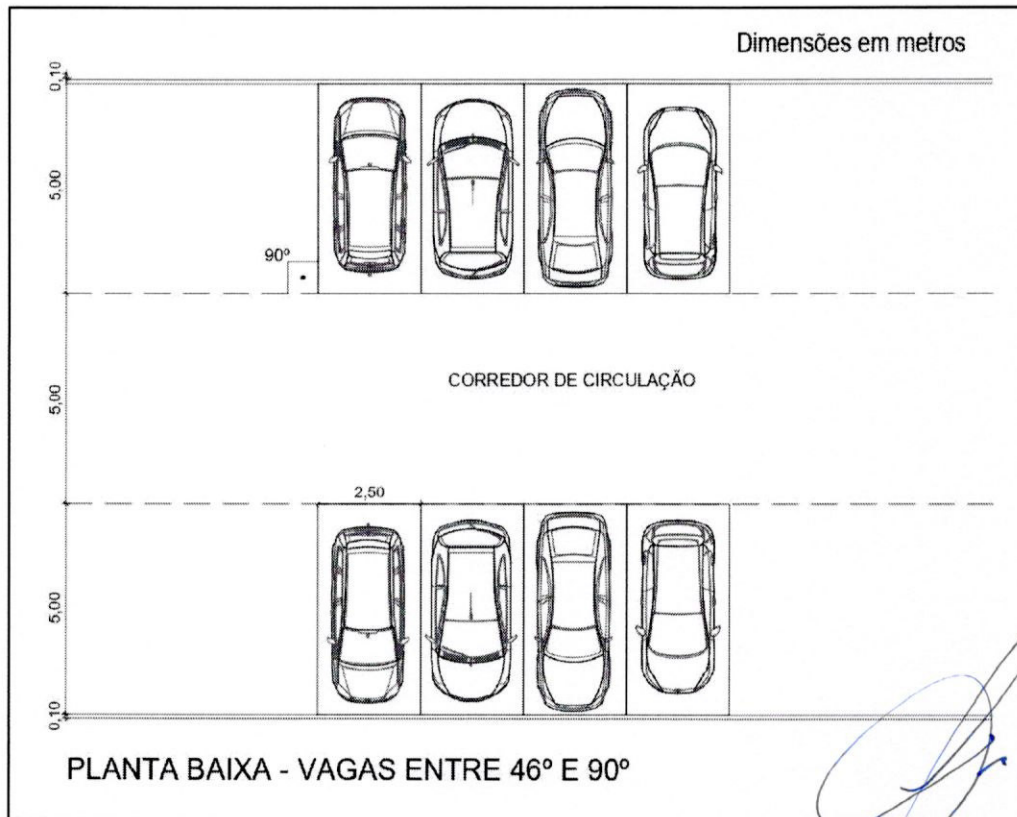 Dimensões em metros
0,10
5,00
90º
5,00
CORREDOR DE CIRCULAÇÃO
2,50
5,00
0,10
PLANTA BAIXA - VAGAS ENTRE 46º E 90º